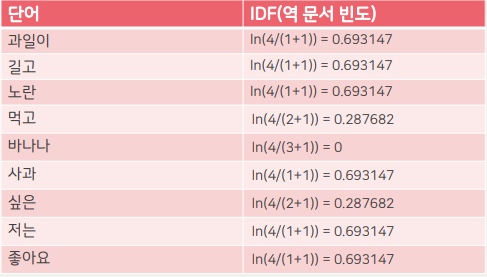 단어 IDF(역 문서 빈도)
과일이 ln(4/(1+1)) = 0.693147
길고 ln(4/(1+1)) = 0.693147
노란 ln(4/(1+1)) = 0.693147
먹고 ln(4/(2+1)) = 0.287682
바나나 ln(4/(3+1)) = 0
사과 ln(4/(1+1)) = 0.693147
싶은 ln(4/(2+1)) = 0.287682
저는 ln(4/(1+1)) = 0.693147
좋아요 ln(4/(1+1)) = 0.693147